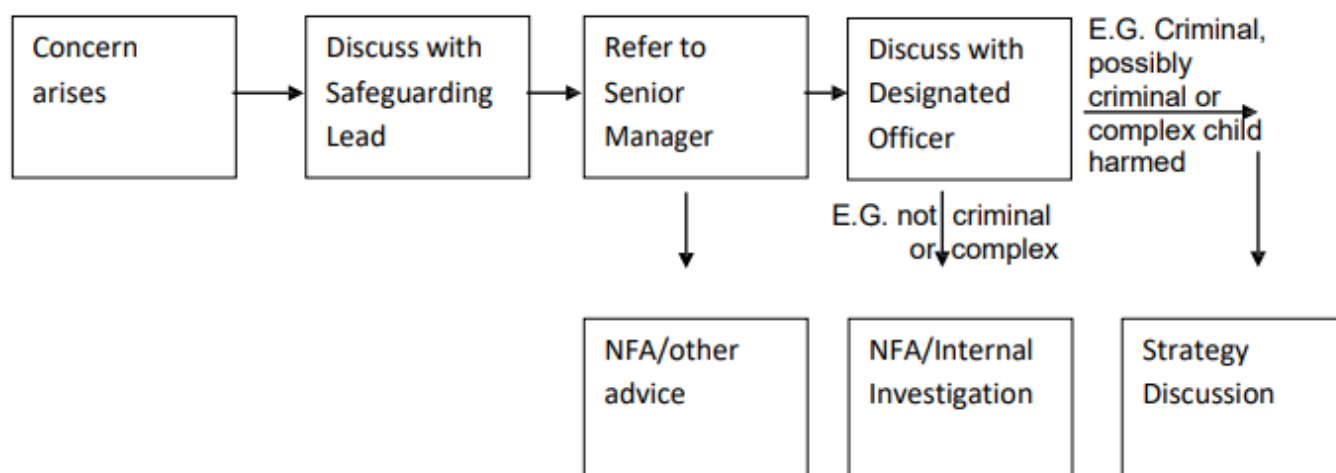 Concern
arises
Discuss with
Safeguarding
Lead
Refer to
Senior
Manager
Discuss with
Designated
Officer
E.G. Criminal,
possibly
criminal or
complex child
harmed
E.G. not criminal
or complex
NFA/other
advice
NFA/Internal
Investigation
Strategy
Discussion